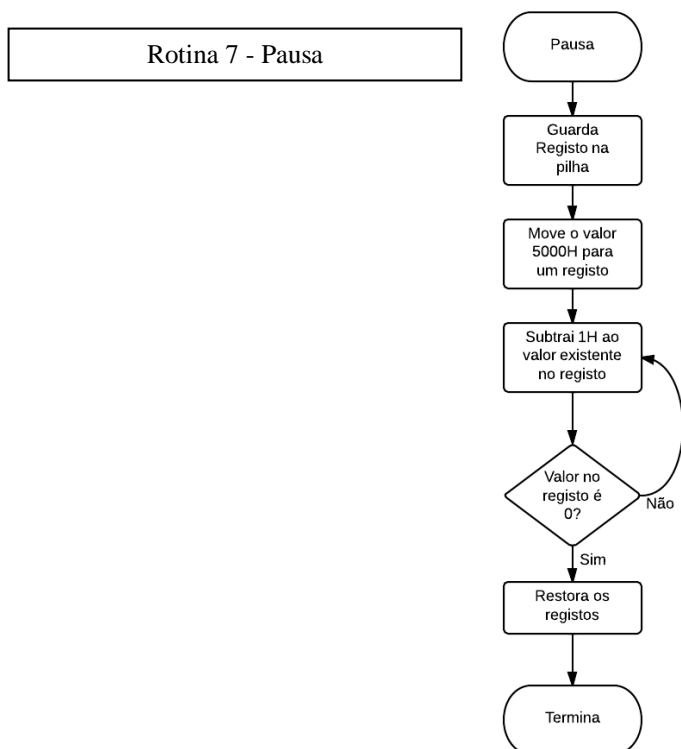 Rotina 7 - Pausa
Pausa
Guarda
Registo na
pilha
Move o valor
5000H para
um registo
Subtrai 1H ao
valor existente
no registo
Valor no
registo é
0?
Não
Sim
Restora os
registos
Termina